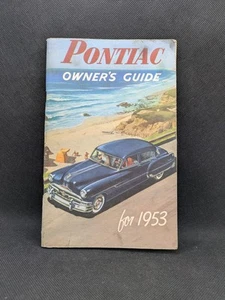 PONTIAC
OWNER'S GUIDE
for 1953